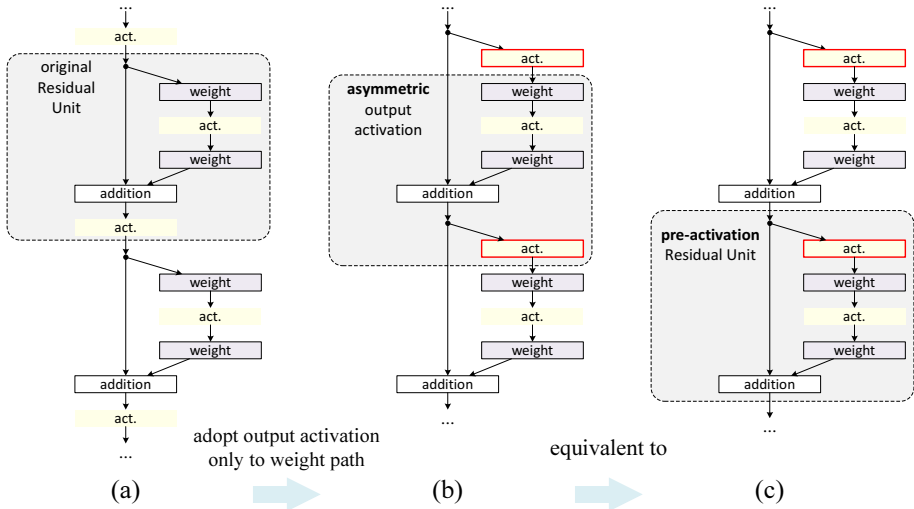 ...
act.
original
Residual
Unit
weight
act.
weight
addition
act.
weight
act.
weight
addition
act.
...
(a)
adopt output activation
only to weight path
...
act.
asymmetric
output
activation
weight
act.
weight
addition
act.
weight
act.
weight
addition
...
(b)
equivalent to
...
act.
weight
act.
weight
addition
pre-activation
Residual Unit
act.
weight
act.
weight
addition
...
(c)